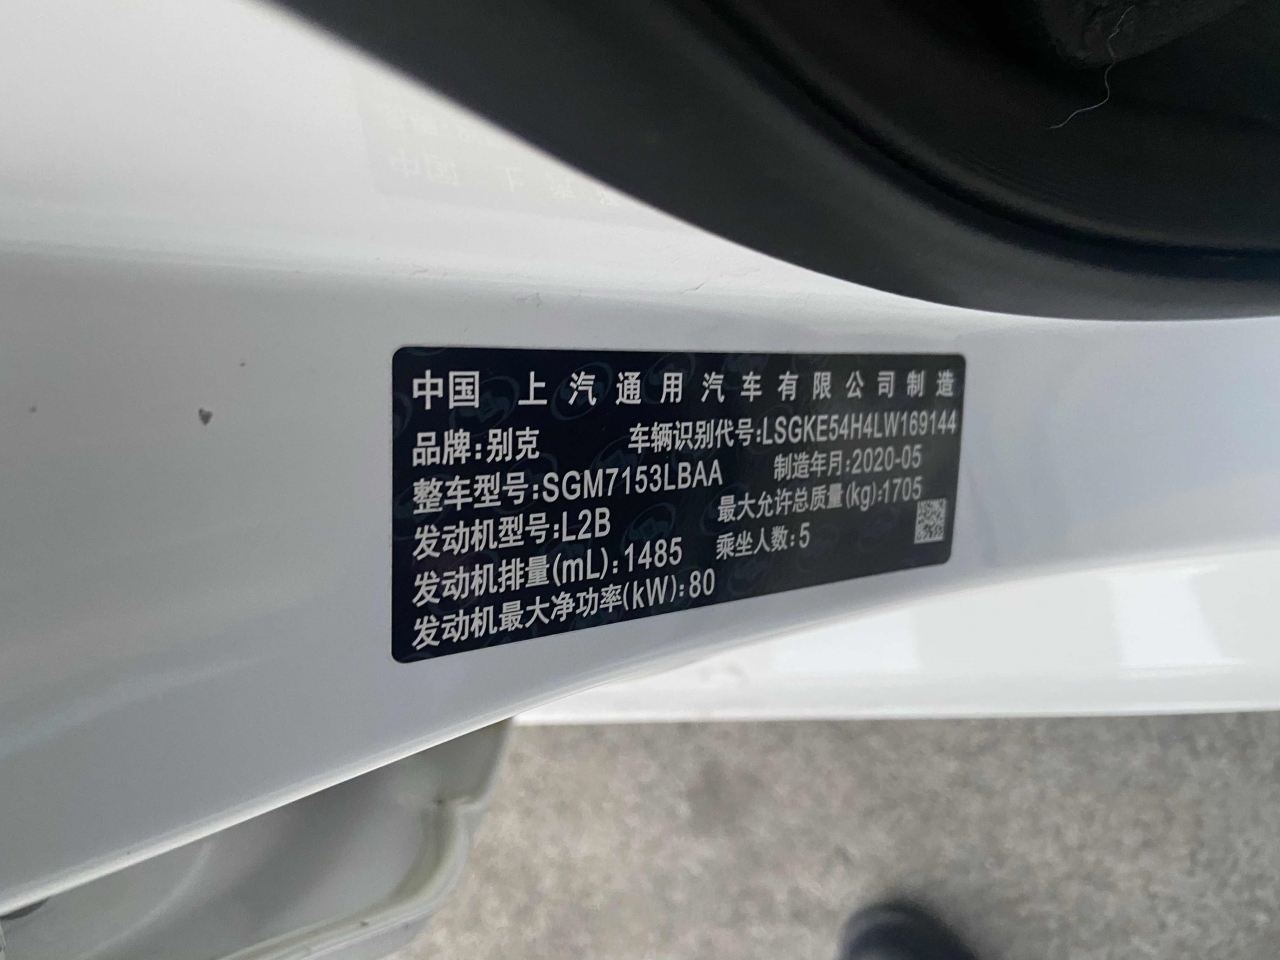 中国 上汽通用汽车有限公司制造
品牌:别克 车辆识别代号:LSGKE54H4LW169144
整车型号:SGM7153LBAA 制造年月:2020-05
发动机型号:L2B 最大允许总质量(kg):1705
发动机排量(mL):1485 乘坐人数:5
发动机最大净功率(kW):80